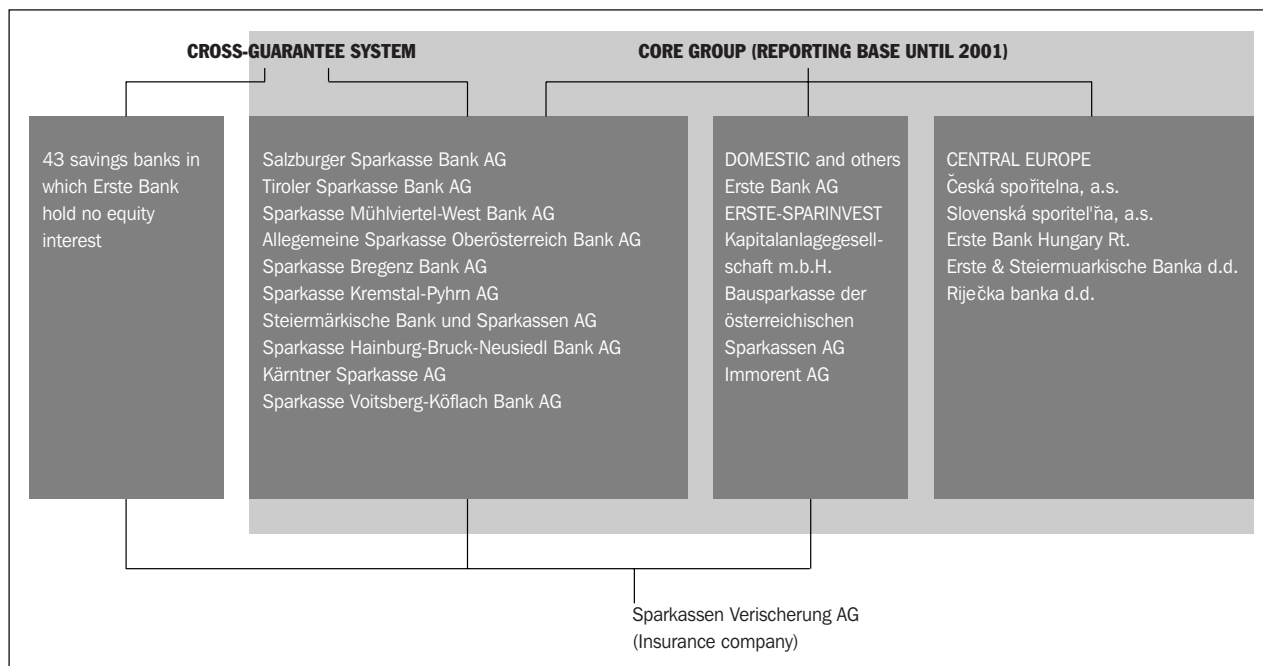 CROSS-GUARANTEE SYSTEM
CORE GROUP (REPORTING BASE UNTIL 2001)
43 savings banks in
which Erste Bank
hold no equity
interest
Salzburger Sparkasse Bank AG
Tiroler Sparkasse Bank AG
Sparkasse Mühlviertel-West Bank AG
Allegemeine Sparkasse Oberösterreich Bank AG
Sparkasse Bregenz Bank AG
Sparkasse Kremstal-Pyhrn AG
Steiermärkische Bank und Sparkassen AG
Sparkasse Hainburg-Bruck-Neusiedl Bank AG
Kärntner Sparkasse AG
Sparkasse Voitsberg-Köflach Bank AG
DOMESTIC and others
Erste Bank AG
ERSTE-SPARINVEST
Kapitalanlagegesell-
schaft m.b.H.
Bausparkasse der
österreichischen
Sparkassen AG
Immorent AG
CENTRAL EUROPE
Česká spořitelna, a.s.
Slovenská sporiteľňa, a.s.
Erste Bank Hungary Rt.
Erste & Steiermuarkische Banka d.d.
Riječka banka d.d.
Sparkassen Verischerung AG
(Insurance company)